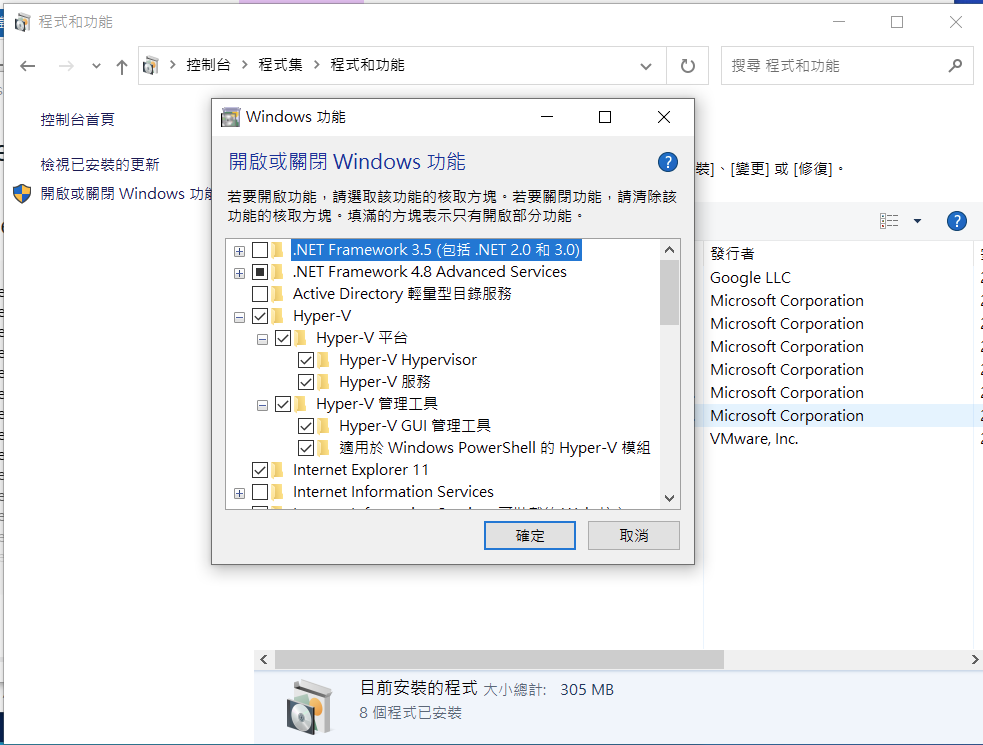 程式和功能
控制台 程式集 程式和功能
搜尋 程式和功能
控制台首頁
檢視已安裝的更新
開啟或關閉 Windows 功
裝]、[變更] 或 [修復]。
Windows 功能
開啟或關閉 Windows 功能
若要開啟功能，請選取該功能的核取方塊。若要關閉功能，請清除該
功能的核取方塊。填滿的方塊表示只有開啟部分功能。
.NET Framework 3.5 (包括 .NET 2.0 和 3.0)
.NET Framework 4.8 Advanced Services
Active Directory 輕量型目錄服務
Hyper-V
Hyper-V 平台
Hyper-V Hypervisor
Hyper-V 服務
Hyper-V 管理工具
Hyper-V GUI 管理工具
適用於 Windows PowerShell 的 Hyper-V 模組
Internet Explorer 11
Internet Information Services
確定
取消
發行者
Google LLC
Microsoft Corporation
Microsoft Corporation
Microsoft Corporation
Microsoft Corporation
Microsoft Corporation
Microsoft Corporation
VMware, Inc.
目前安裝的程式 大小總計: 305 MB
8 個程式已安裝